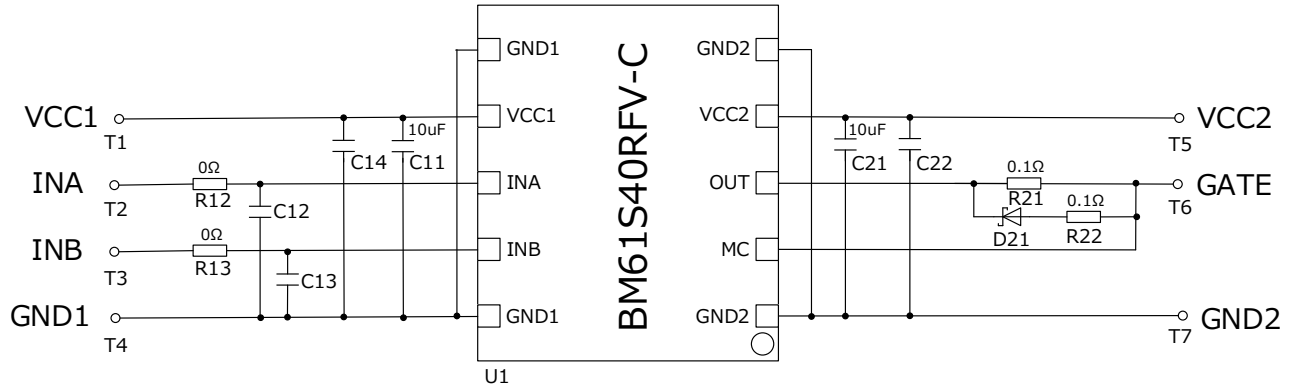 GND1
GND2
VCC1
T1
10uF
C14
C11
VCC1
VCC2
10uF
C21
C22
VCC2
T5
INA
T2
0Ω
R12
C12
INA
OUT
0.1Ω
R21
GATE
T6
D21
0.1Ω
R22
INB
T3
0Ω
R13
C13
INB
MC
GND1
T4
GND1
GND2
GND2
T7
BM61S40RFV-C
U1